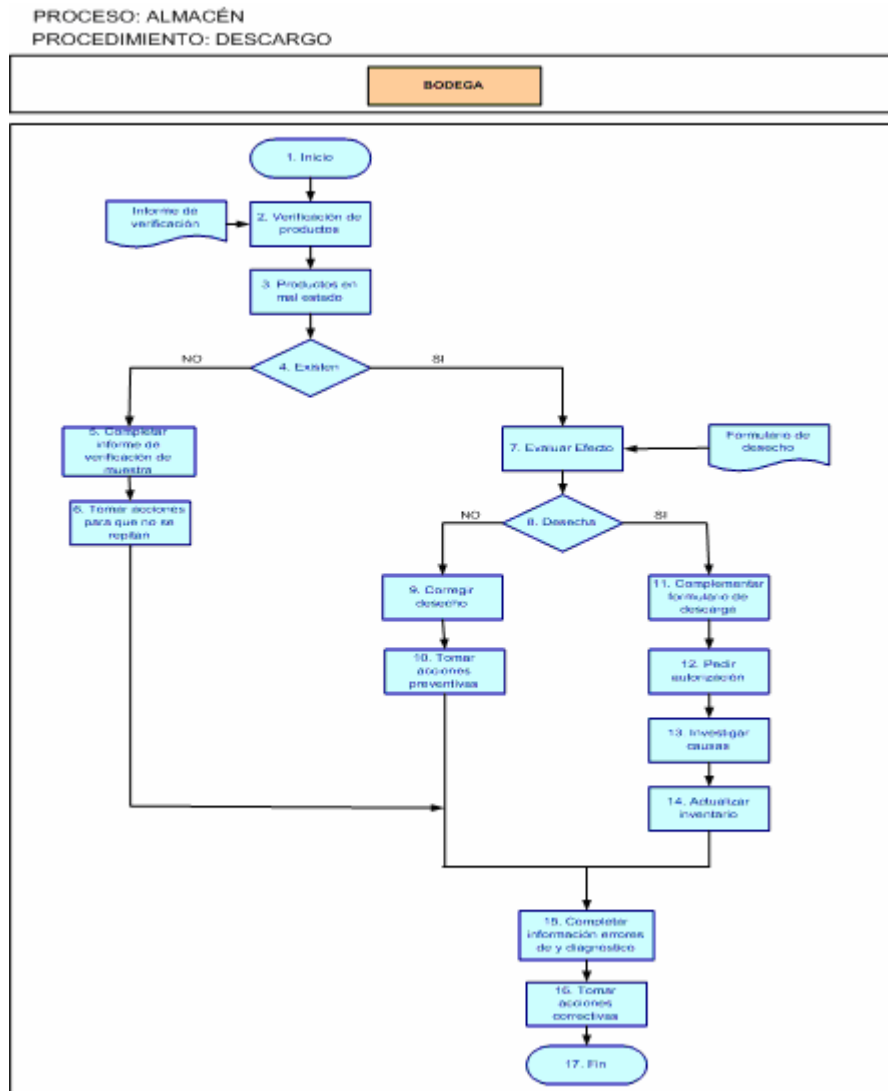 PROCESO: ALMACÉN
PROCEDIMIENTO: DESCARGO
BODEGA
1. Inicio
Informe de
verificación
2. Verificación de
productos
3. Productos en
mal estado
4. Existen
NO
SI
5. Completar
informe de
verificación de
muestra
6. Tomar acciones
para que no se
repitan
7. Evaluar Efecto
Formulario de
desecho
8. Desecha
NO
SI
9. Corregir
desecho
10. Tomar
acciones
preventivas
11. Complementar
formulario de
descarga
12. Pedir
autorización
13. Investigar
causas
14. Actualizar
inventario
15. Completar
información errores
de y diagnóstico
16. Tomar
acciones
correctivas
17. Fin